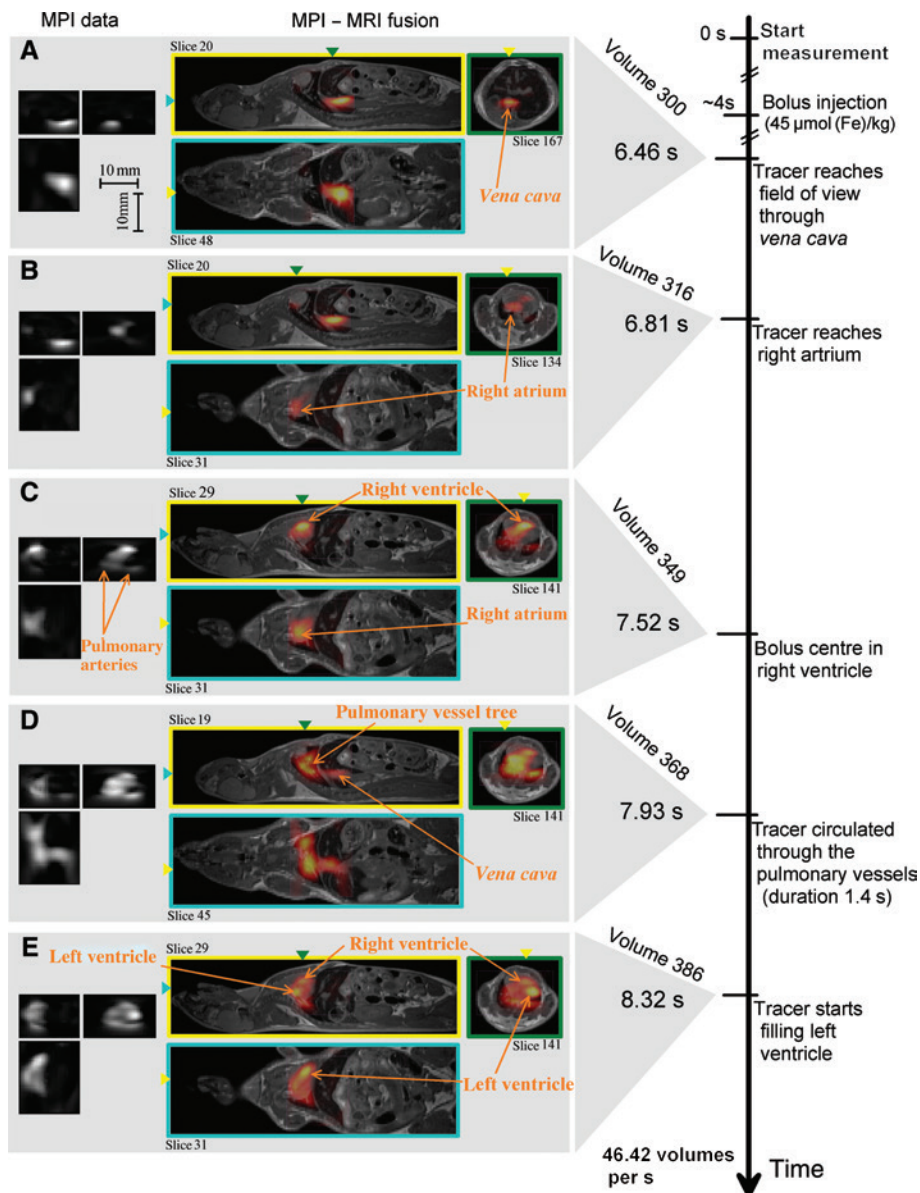 MPI data
MPI – MRI fusion
A
Slice 20
10 mm
10mm
Slice 167
Vena cava
Slice 48
Volume 300
6.46 s
0 s
Start
measurement
~4s
Bolus injection
(45 µmol (Fe)/kg)
Tracer reaches
field of view
through
vena cava
B
Slice 20
Slice 134
Right atrium
Slice 31
Volume 316
6.81 s
Tracer reaches
right artrium
C
Slice 29
Right ventricle
Slice 141
Right atrium
Pulmonary
arteries
Slice 31
Volume 349
7.52 s
Bolus centre in
right ventricle
D
Slice 19
Pulmonary vessel tree
Slice 141
Vena cava
Slice 45
Volume 368
7.93 s
Tracer circulated
through the
pulmonary vessels
(duration 1.4 s)
E
Slice 29
Right ventricle
Left ventricle
Slice 141
Left ventricle
Slice 31
Volume 386
8.32 s
Tracer starts
filling left
ventricle
46.42 volumes
per s
Time